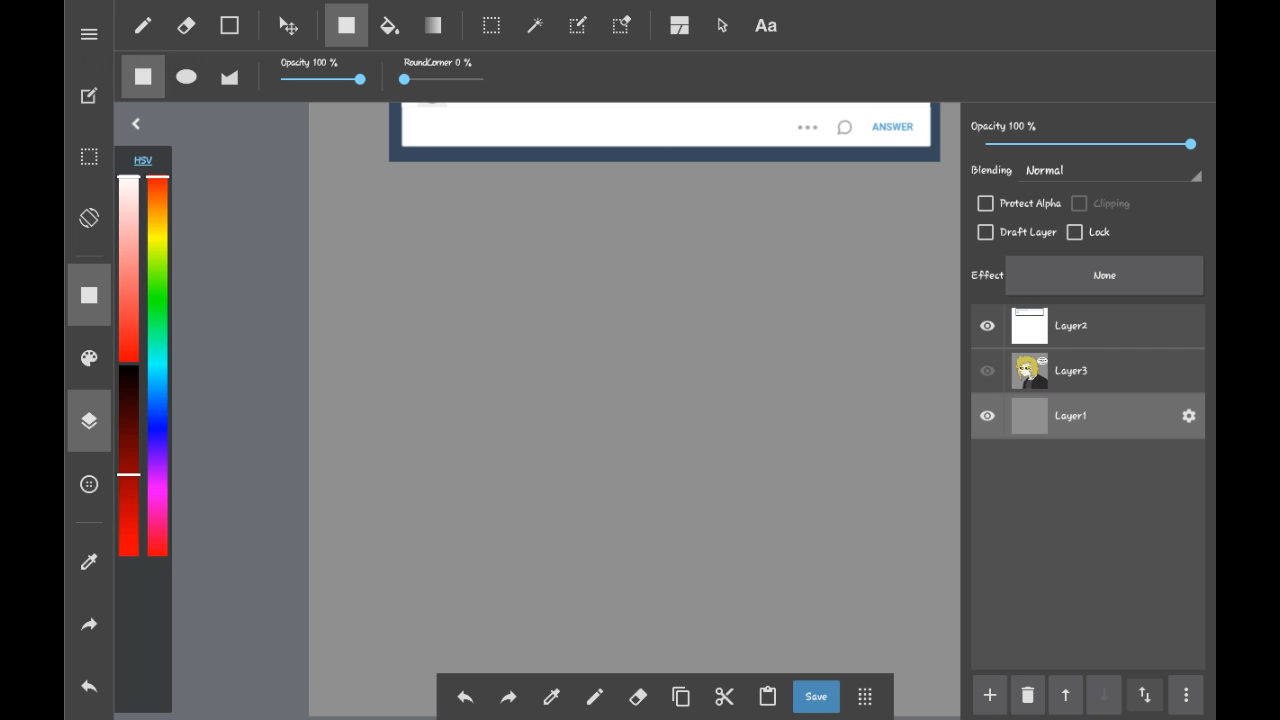 Aa
Opacity 100 %
RoundCorner 0 %
HSV
ANSWER
Opacity 100 %
Blending Normal
Protect Alpha Clipping
Draft Layer Lock
Effect None
Layer2
Layer3
Layer1
Save